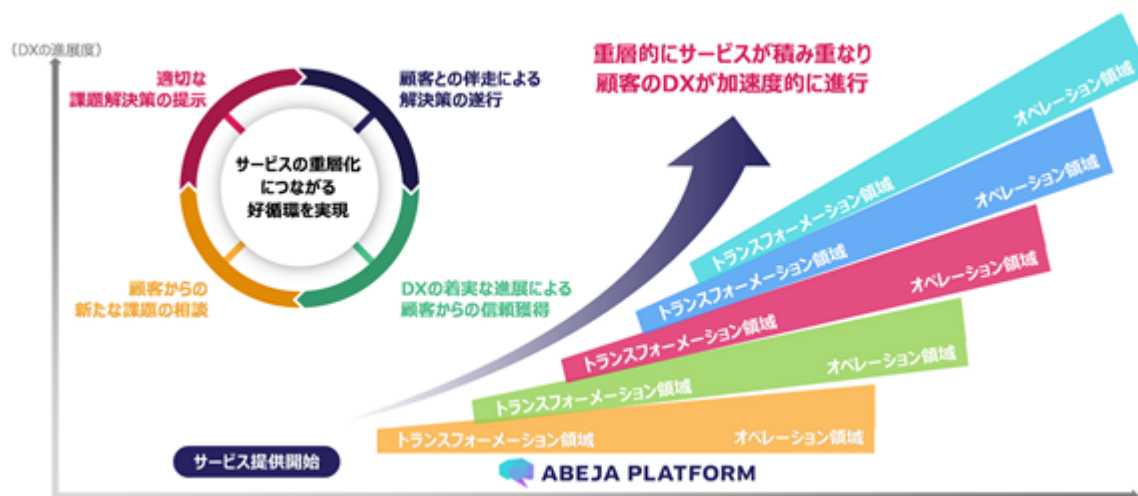 （DXの進展度）
適切な
課題解決策の提示
顧客との伴走による
解決策の遂行
サービスの重層化
につながる
好循環を実現
顧客からの
新たな課題の相談
DXの着実な進展による
顧客からの信頼獲得
重層的にサービスが積み重なり
顧客のDXが加速度的に進行
トランスフォーメーション領域
オペレーション領域
トランスフォーメーション領域
オペレーション領域
トランスフォーメーション領域
オペレーション領域
トランスフォーメーション領域
オペレーション領域
トランスフォーメーション領域
オペレーション領域
サービス提供開始
ABEJA PLATFORM